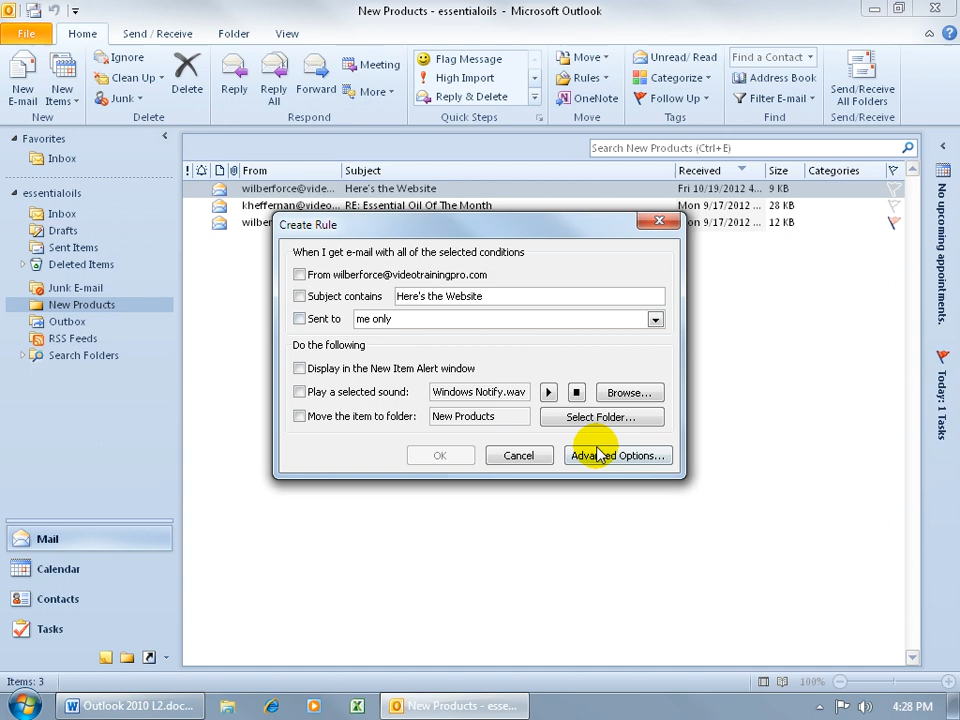 New Products - essentialoils - Microsoft Outlook
File Home Send / Receive Folder View
New E-mail
New Items
New
Ignore
Clean Up
Junk
Delete
Delete
Reply
Reply All
Forward
Meeting
More
Respond
Flag Message
High Import
Reply & Delete
Quick Steps
Move
Rules
OneNote
Move
Unread/ Read
Categorize
Follow Up
Tags
Find a Contact
Address Book
Filter E-mail
Find
Send/Receive All Folders
Send/Receive
Favorites
Inbox
essentialoils
Inbox
Drafts
Sent Items
Deleted Items
Junk E-mail
New Products
Outbox
RSS Feeds
Search Folders
Mail
Calendar
Contacts
Tasks
Search New Products (Ctrl+E)
From Subject Received Size Categories
wilberforce@vide... Here's the Website Fri 10/19/2012 4... 9 KB
kheffernan@video... RE: Essential Oil Of The Month Mon 9/17/2012 ... 28 KB
wilber Mon 9/17/2012 ... 12 KB
Create Rule
When I get e-mail with all of the selected conditions
From wilberforce@videotrainingpro.com
Subject contains Here's the Website
Sent to me only
Do the following
Display in the New Item Alert window
Play a selected sound: Windows Notify.wav Browse...
Move the item to folder: New Products Select Folder...
OK Cancel Advanced Options...
No upcoming appointments.
Today: 1 Tasks
Items: 3 100%
Outlook 2010 L2.doc... New Products - esse... 4:28 PM